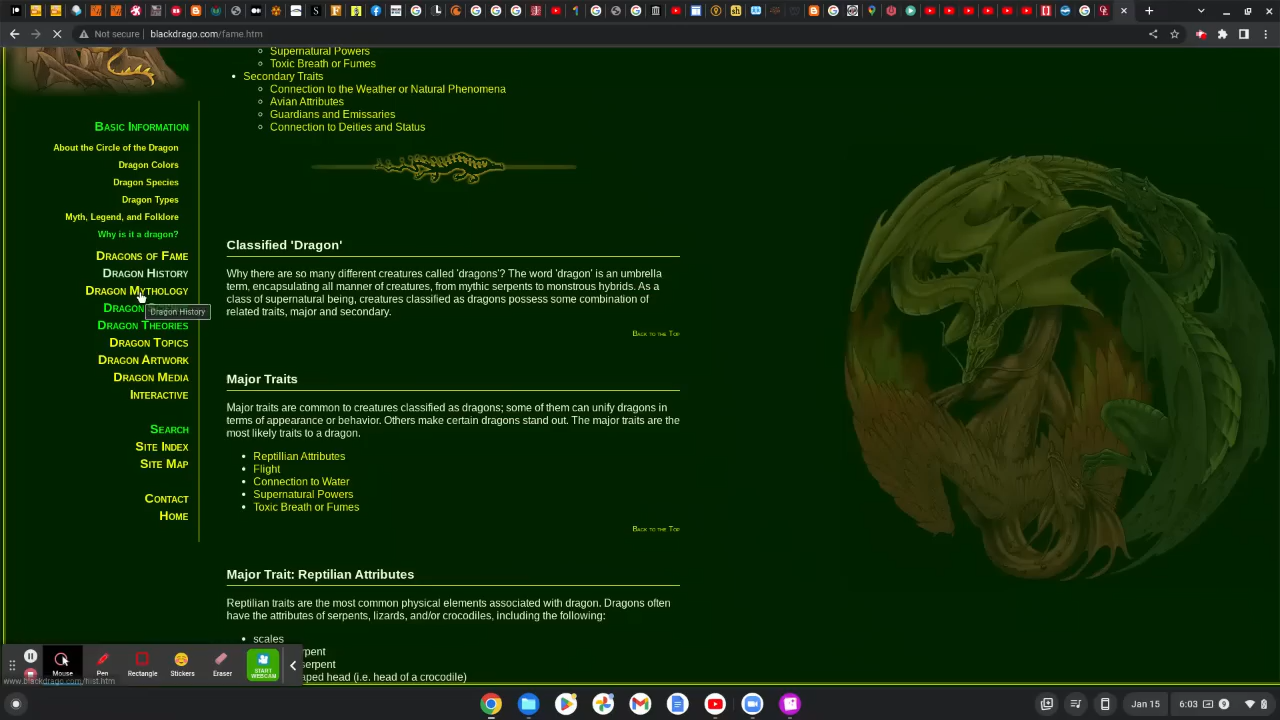 Not secure
blackdrago.com/fame.htm
Supernatural Powers
Toxic Breath or Fumes
Secondary Traits
Connection to the Weather or Natural Phenomena
Avian Attributes
Guardians and Emissaries
Connection to Deities and Status
Basic Information
About the Circle of the Dragon
Dragon Colors
Dragon Species
Dragon Types
Myth, Legend, and Folklore
Why is it a dragon?
Dragons of Fame
Dragon History
Dragon Mythology
Dragon
Dragon History
Dragon Theories
Dragon Topics
Dragon Artwork
Dragon Media
Interactive
Search
Site Index
Site Map
Contact
Home
Classified 'Dragon'
Why there are so many different creatures called 'dragons'? The word 'dragon' is an umbrella
term, encapsulating all manner of creatures, from mythic serpents to monstrous hybrids. As a
class of supernatural being, creatures classified as dragons possess some combination of
related traits, major and secondary.
Back to the Top
Major Traits
Major traits are common to creatures classified as dragons; some of them can unify dragons in
terms of appearance or behavior. Others make certain dragons stand out. The major traits are the
most likely traits to a dragon.
Reptillian Attributes
Flight
Connection to Water
Supernatural Powers
Toxic Breath or Fumes
Back to the Top
Major Trait: Reptilian Attributes
Reptilian traits are the most common physical elements associated with dragon. Dragons often
have the attributes of serpents, lizards, and/or crocodiles, including the following:
scales
serpent
aped head (i.e. head of a crocodile)
Mouse
Pen
Rectangle
Stickers
Eraser
START
WEBCAM
Jan 15
6:03